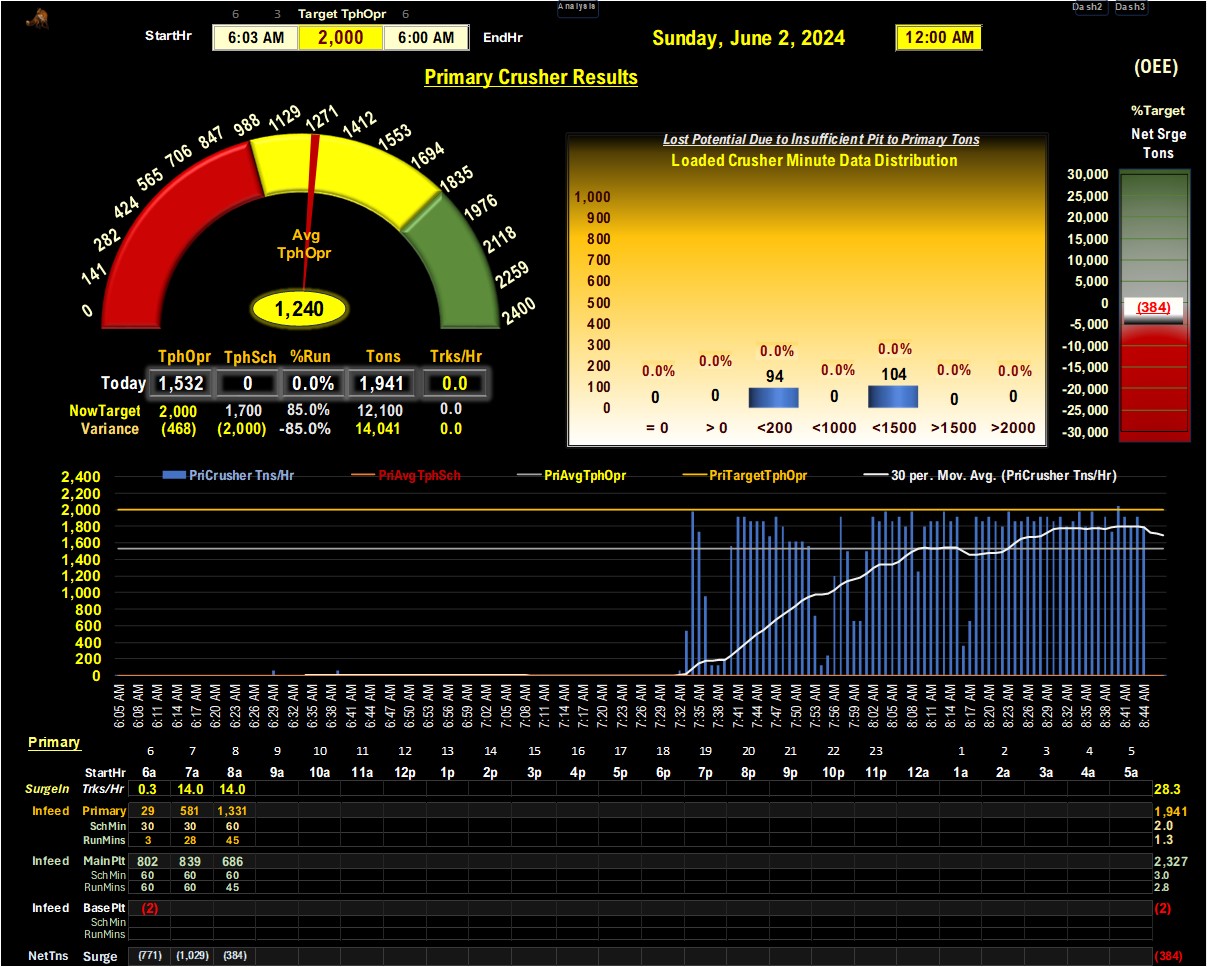 Analysis
Dash2 Dash3
6 3 Target TphOpr 6
StartHr 6:03 AM 2,000 6:00 AM EndHr
Sunday, June 2, 2024
12:00 AM
(OEE)
Primary Crusher Results
%Target
Net Srge
Tons
0 141 282 424 565 706 847 988 1129 1271 1412 1553 1694 1835 1976 2118 2259 2400
Avg
TphOpr
1,240
TphOpr TphSch %Run Tons Trks/Hr
Today 1,532 0 0.0% 1,941 0.0
NowTarget 2,000 1,700 85.0% 12,100 0.0
Variance (468) (2,000) -85.0% 14,041 0.0
Lost Potential Due to Insufficient Pit to Primary Tons
Loaded Crusher Minute Data Distribution
1,000
900
800
700
600
500
400
300
200
100
0
0.0% 0.0% 0.0% 0.0% 0.0% 0.0% 0.0%
0 0 94 0 104 0 0
= 0 > 0 <200 <1000 <1500 >1500 >2000
30,000
25,000
20,000
15,000
10,000
5,000
0
-5,000
-10,000
-15,000
-20,000
-25,000
-30,000
(384)
PriCrusher Tns/Hr PriAvgTphSch PriAvgTphOpr PriTargetTphOpr 30 per. Mov. Avg. (PriCrusher Tns/Hr)
2,400
2,200
2,000
1,800
1,600
1,400
1,200
1,000
800
600
400
200
0
6:05 AM 6:08 AM 6:11 AM 6:14 AM 6:17 AM 6:20 AM 6:23 AM 6:26 AM 6:29 AM 6:32 AM 6:35 AM 6:38 AM 6:41 AM 6:44 AM 6:47 AM 6:50 AM 6:53 AM 6:56 AM 6:59 AM 7:02 AM 7:05 AM 7:08 AM 7:11 AM 7:14 AM 7:17 AM 7:20 AM 7:23 AM 7:26 AM 7:29 AM 7:32 AM 7:35 AM 7:38 AM 7:41 AM 7:44 AM 7:47 AM 7:50 AM 7:53 AM 7:56 AM 7:59 AM 8:02 AM 8:05 AM 8:08 AM 8:11 AM 8:14 AM 8:17 AM 8:20 AM 8:23 AM 8:26 AM 8:29 AM 8:32 AM 8:35 AM 8:38 AM 8:41 AM 8:44 AM
Primary
6 7 8 9 10 11 12 13 14 15 16 17 18 19 20 21 22 23 1 2 3 4 5
StartHr 6a 7a 8a 9a 10a 11a 12p 1p 2p 3p 4p 5p 6p 7p 8p 9p 10p 11p 12a 1a 2a 3a 4a 5a
SurgeIn Trks/Hr 0.3 14.0 14.0 28.3
Infeed Primary 29 581 1,331 1,941
SchMin 30 30 60 2.0
RunMins 3 28 45 1.3
Infeed MainPlt 802 839 686 2,327
SchMin 60 60 60 3.0
RunMins 60 60 45 2.8
Infeed BasePlt (2) (2)
SchMin
RunMins
NetTns Surge (771) (1,029) (384) (384)